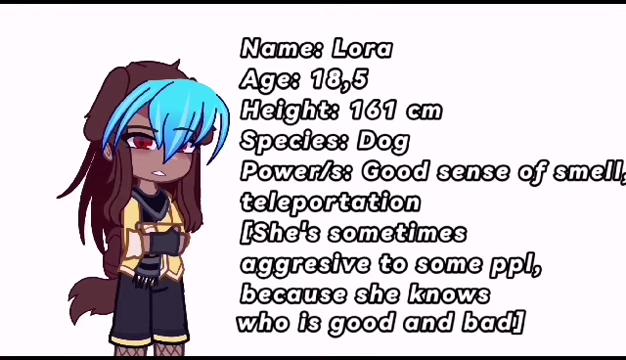 Name: Lora
Age: 18,5
Height: 161 cm
Species: Dog
Power/s: Good sense of smell,
teleportation
[She's sometimes
aggresive to some ppl,
because she knows
who is good and bad]